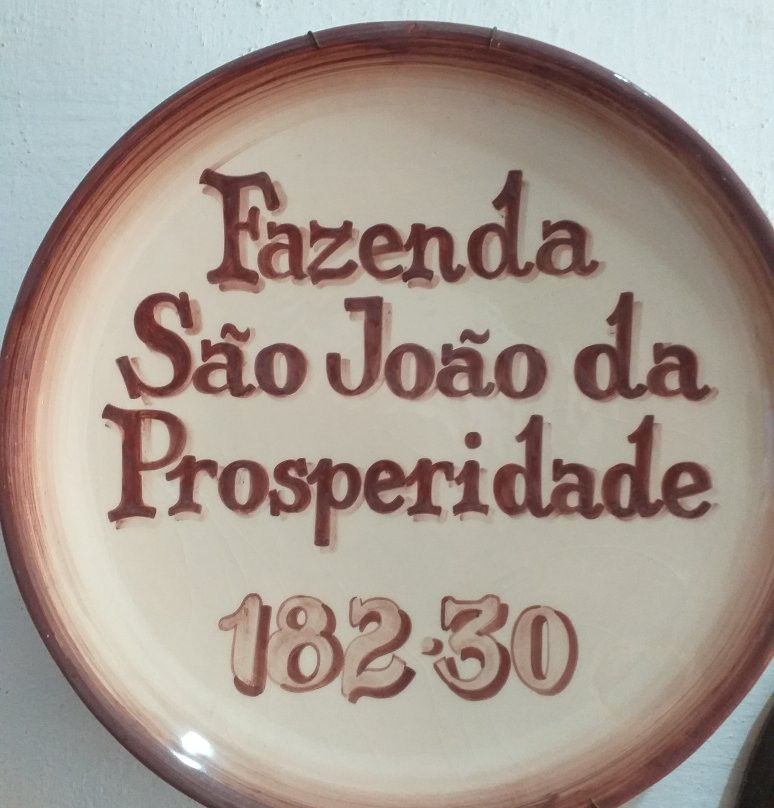 Fazenda
São João da
Prosperidade
182·30